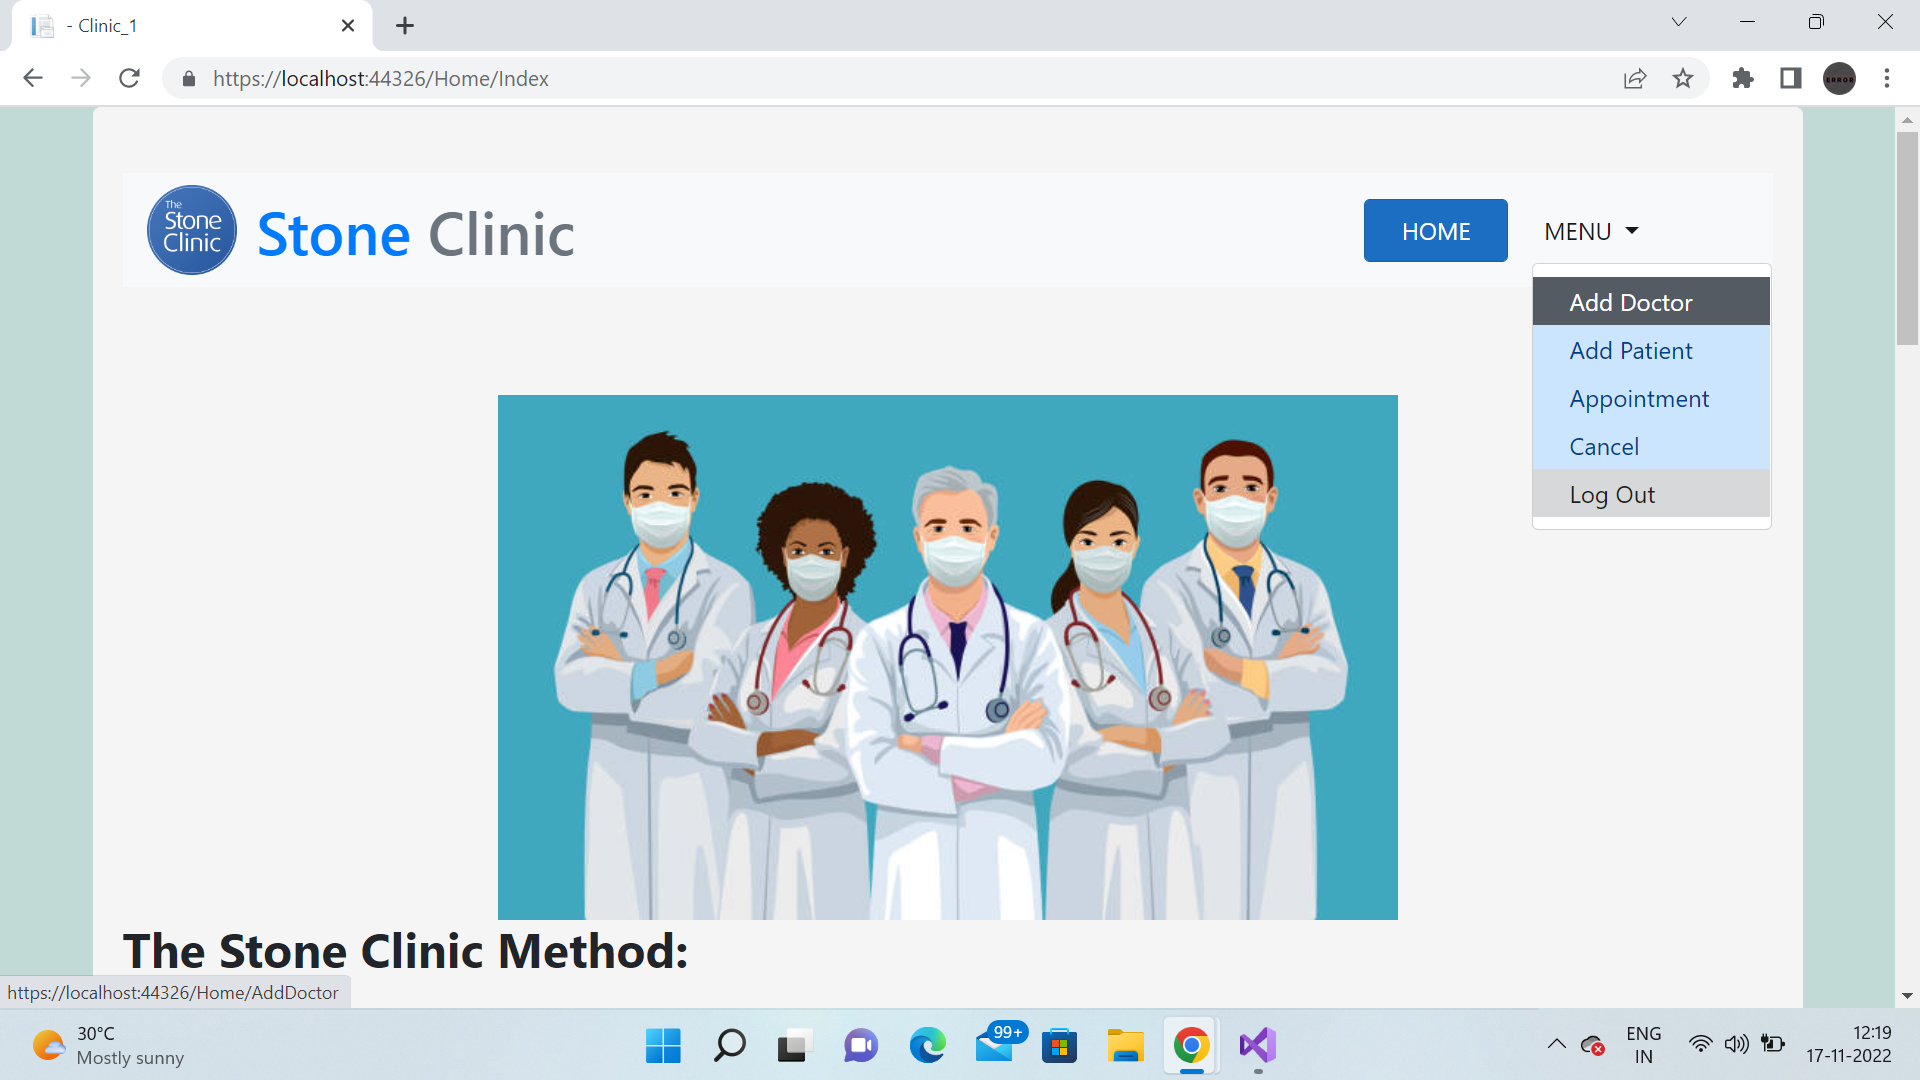 - Clinic_1
https://localhost:44326/Home/Index
ERROR
The
Stone
Clinic
Stone Clinic
HOME
MENU
Add Doctor
Add Patient
Appointment
Cancel
Log Out
The Stone Clinic Method:
https://localhost:44326/Home/AddDoctor
30°C
Mostly sunny
99+
ENG
IN
12:19
17-11-2022